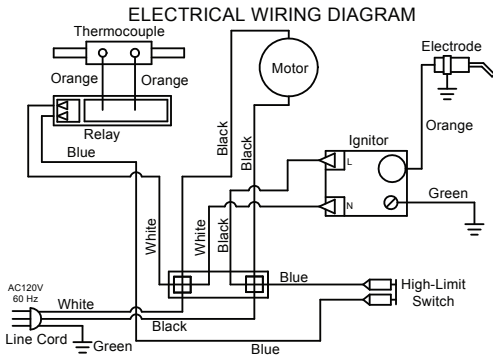 ELECTRICAL WIRING DIAGRAM
Thermocouple
Electrode
Motor
Orange
Orange
Relay
Blue
Black
Black
Ignitor
L
N
Orange
Green
White
White
Black
Blue
High-Limit
Switch
AC120V
60 Hz
White
Black
Line Cord
Green
Blue